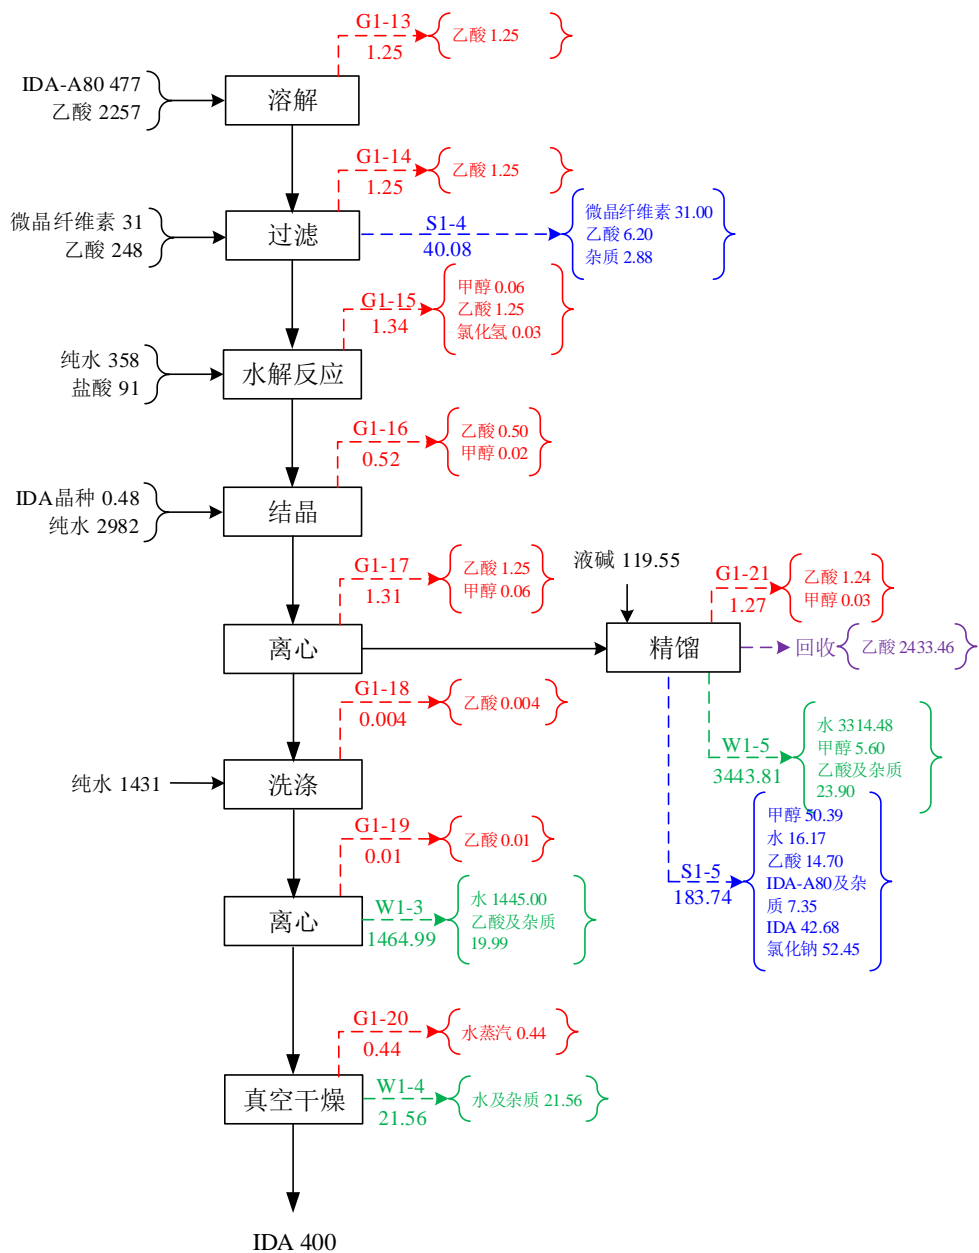 G1-13
1.25
乙酸 1.25
IDA-A80 477
乙酸 2257
溶解
G1-14
1.25
乙酸 1.25
微晶纤维素 31
乙酸 248
过滤
S1-4
40.08
微晶纤维素 31.00
乙酸 6.20
杂质 2.88
G1-15
1.34
甲醇 0.06
乙酸 1.25
氯化氢 0.03
纯水 358
盐酸 91
水解反应
G1-16
0.52
乙酸 0.50
甲醇 0.02
IDA晶种 0.48
纯水 2982
结晶
G1-17
1.31
乙酸 1.25
甲醇 0.06
液碱 119.55
G1-21
1.27
乙酸 1.24
甲醇 0.03
离心
精馏
回收
乙酸 2433.46
G1-18
0.004
乙酸 0.004
W1-5
3443.81
水 3314.48
甲醇 5.60
乙酸及杂质
23.90
纯水 1431
洗涤
G1-19
0.01
乙酸 0.01
S1-5
183.74
甲醇 50.39
水 16.17
乙酸 14.70
IDA-A80及杂
质 7.35
IDA 42.68
氯化钠 52.45
离心
W1-3
1464.99
水 1445.00
乙酸及杂质
19.99
G1-20
0.44
水蒸汽 0.44
真空干燥
W1-4
21.56
水及杂质 21.56
IDA 400